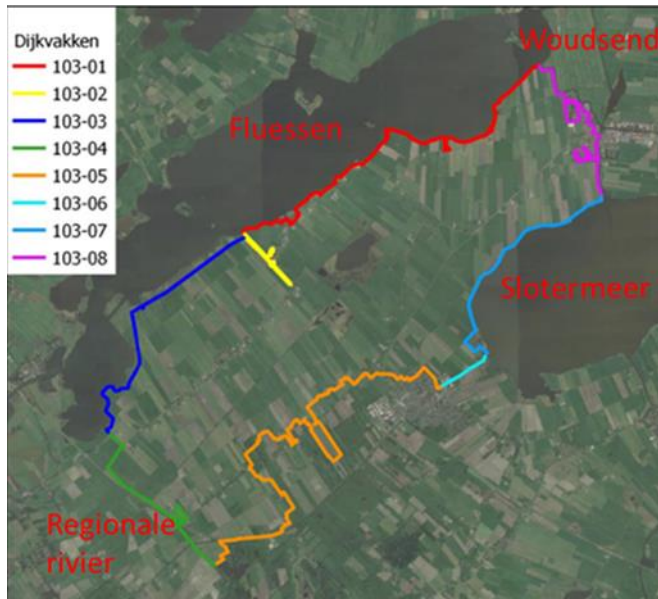 Dijkvakken
103-01
103-02
103-03
103-04
103-05
103-06
103-07
103-08
Woudsend
Fluessen
Slotermeer
Regionale
rivier